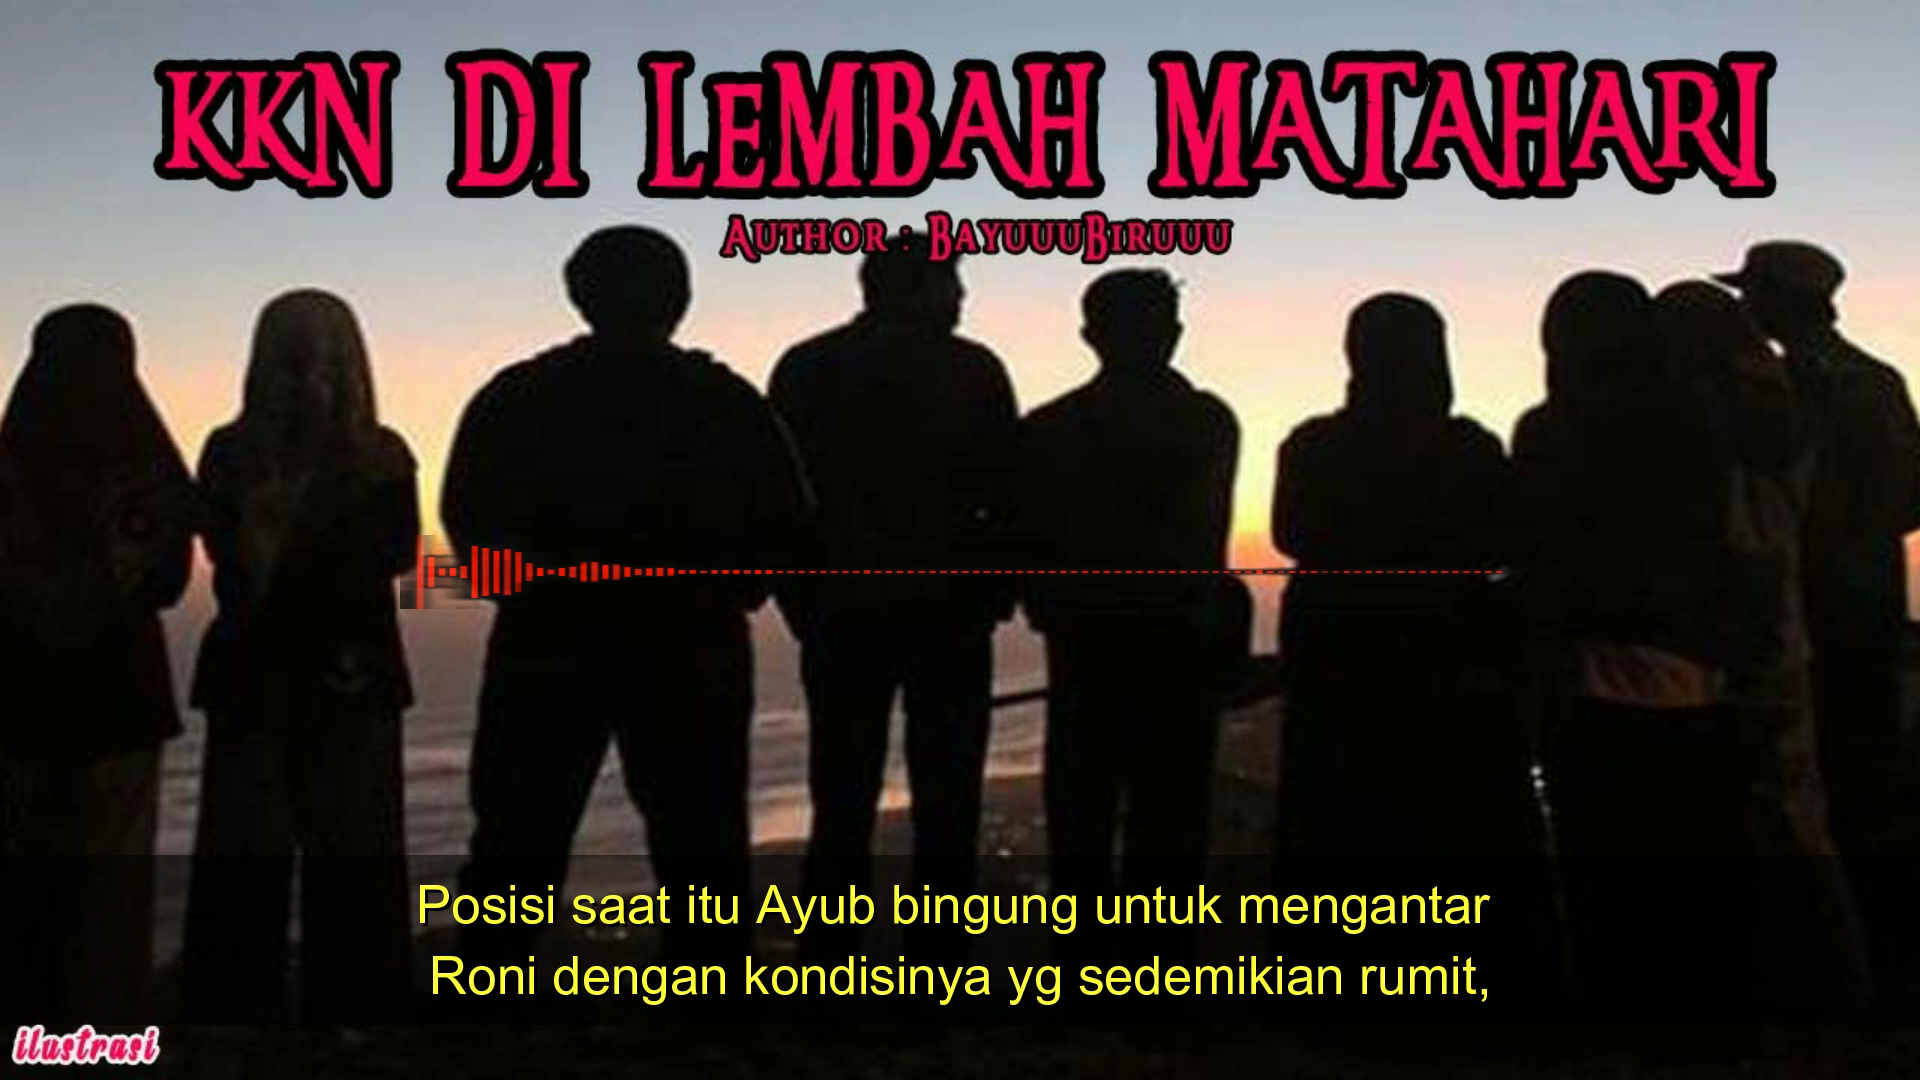 KKN DI LEMBAH MATAHARI
AUTHOR : BAYUUUBIRUUU
Posisi saat itu Ayub bingung untuk mengantar
Roni dengan kondisinya yg sedemikian rumit,
ilustrasi